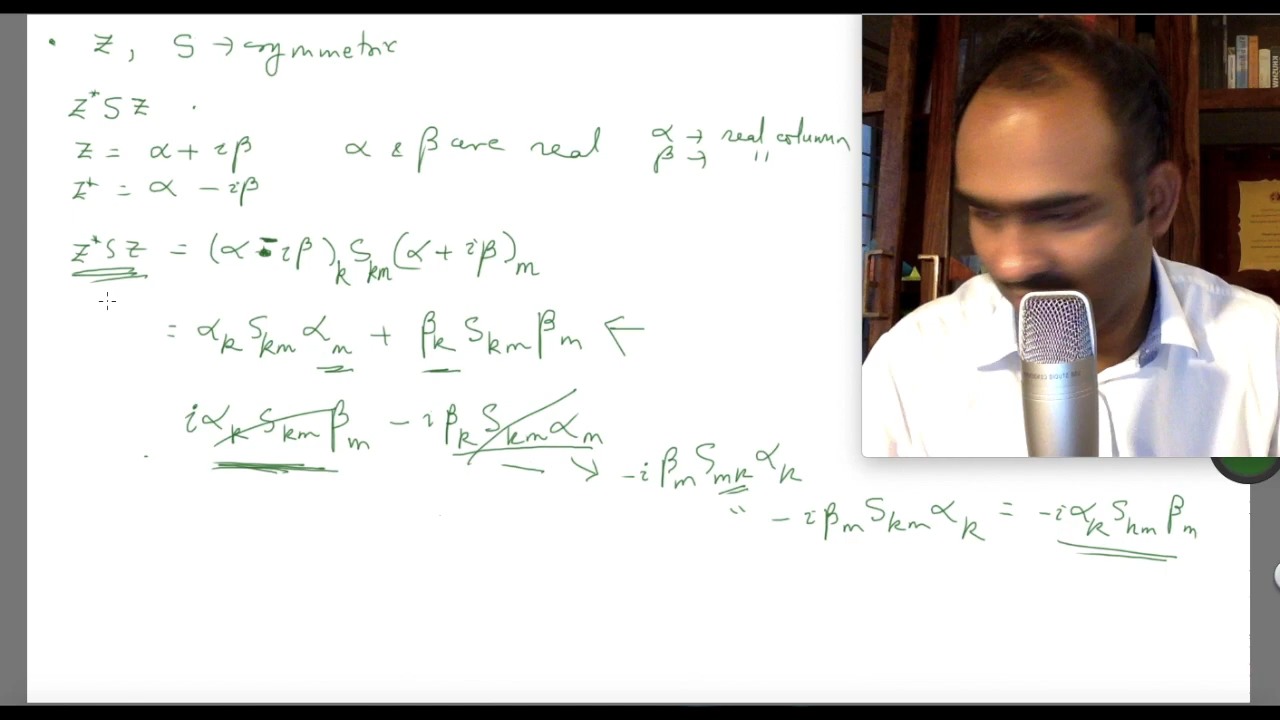 • Z, S → symmetric
Z*SZ .
Z = α + iβ α & β are real α → real column
β → "
Z* = α - iβ
Z*SZ = (α - iβ)ₖ Sₖₘ (α + iβ)ₘ
= αₖ Sₖₘ αₘ + βₖ Sₖₘ βₘ ←
iαₖ Sₖₘ βₘ - iβₖ Sₖₘ αₘ
→ -iβₘ Sₘₖ αₖ
" - iβₘ Sₖₘ αₖ = -iαₖ Sₖₘ βₘ